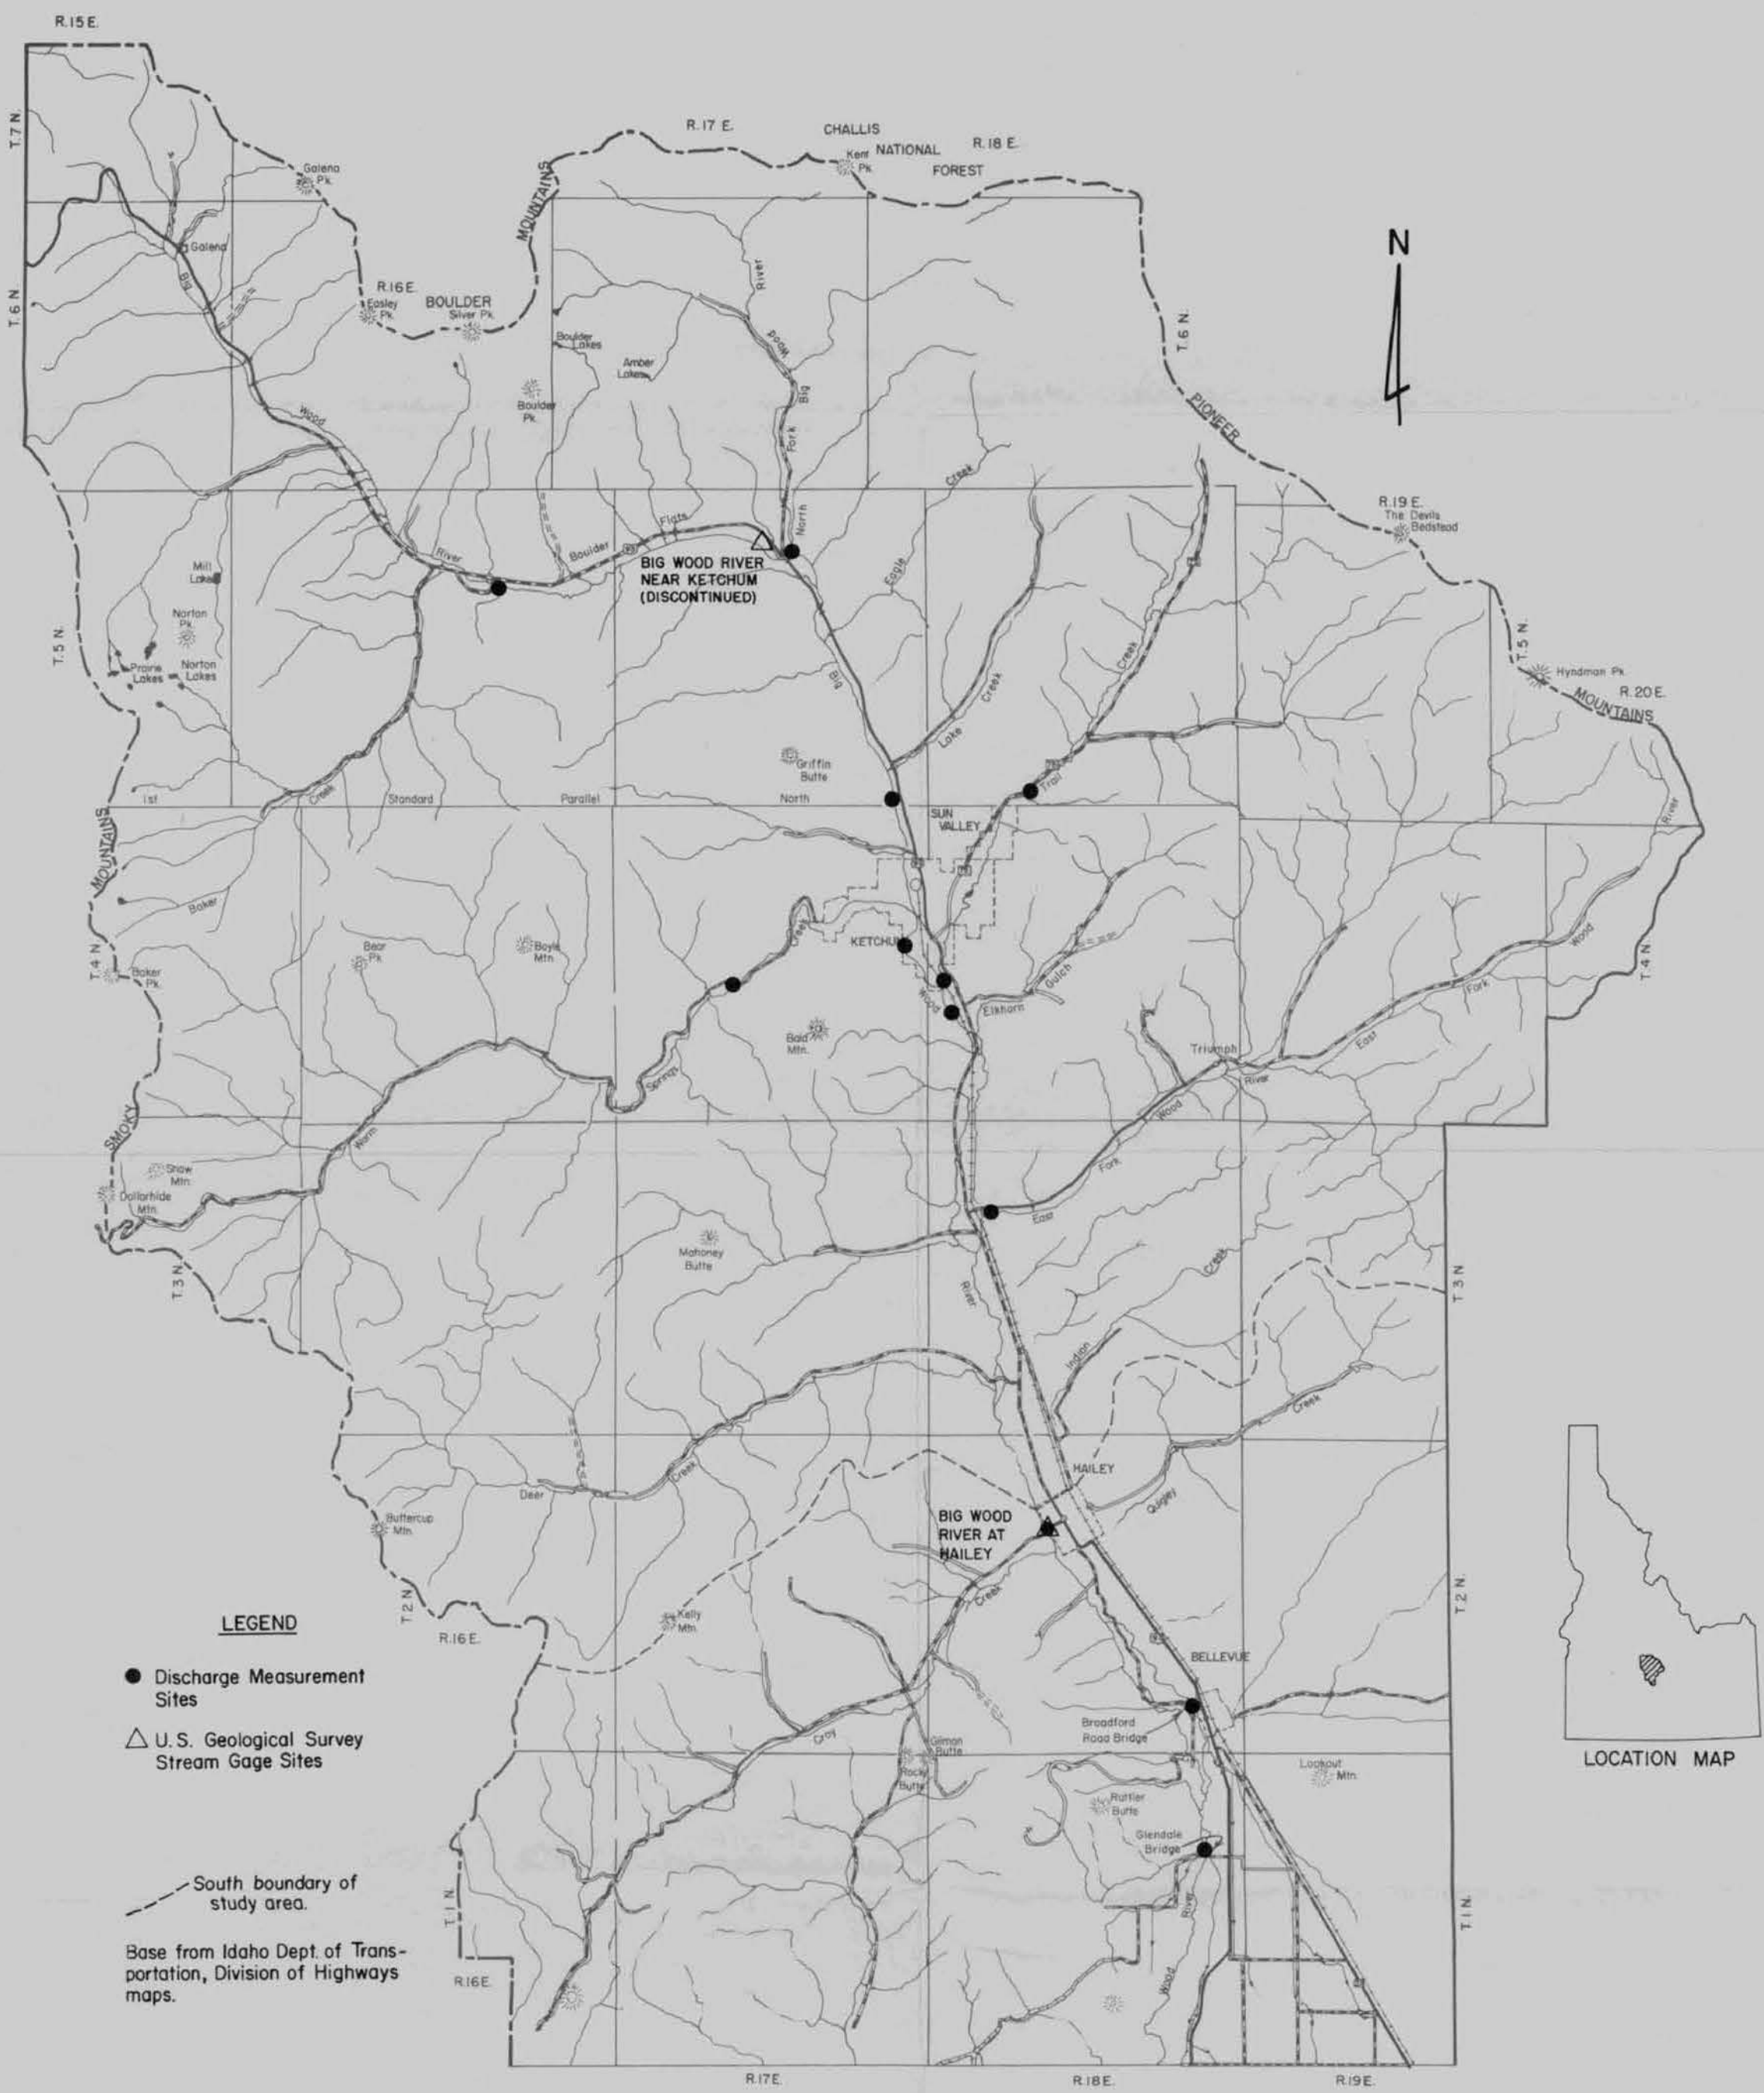 R.15 E.
T.7 N.
R.17 E.
CHALLIS
NATIONAL
FOREST
R.18 E.
Kent
Pk.
Galena
Pk.
MOUNTAINS
N
Galena
Big
River
T.6 N
R.16 E.
Easley
Pk.
BOULDER
Silver Pk.
Boulder
Lakes
Wood
T.6 N.
Amber
Lakes
Boulder
Pk.
Big
Wood
Fork
PIONEER
Creek
R.19 E.
The Devils
Bedstead
North
Flats
Boulder
River
BIG WOOD RIVER
NEAR KETCHUM
(DISCONTINUED)
Mill
Lake
Eagle
Norton
Pk.
T.5 N.
Prairie
Lakes
Norton
Lakes
Big
Creek
Creek
T.5 N.
Hyndman Pk.
R.20 E.
MOUNTAINS
Lake
Griffin
Butte
Trail
1st
Creek
Standard
Parallel
North
SUN
VALLEY
River
MOUNTAINS
Baker
Creek
T.4 N
Baker
Pk.
Bear
Pk
Boyle
Mtn.
KETCHUM
Wood
T.4 N.
Gulch
Fork
Wood
Elkhorn
Bald
Mtn.
East
Triumph
River
Springs
Wood
SMOKY
Warm
Fork
Snow
Mtn.
Dollarhide
Mtn.
East
Mahoney
Butte
Creek
T.3 N.
T.3 N
River
Indian
Creek
HAILEY
Creek
Deer
Quigley
Buttercup
Mtn.
BIG WOOD
RIVER AT
HAILEY
Creek
T.2 N.
T.2 N.
LEGEND
Kelly
Mtn.
R.16 E.
BELLEVUE
Discharge Measurement
Sites
Broadford
Road Bridge
Croy
U.S. Geological Survey
Stream Gage Sites
Gilman
Butte
Rocky
Butte
Lookout
Mtn.
LOCATION MAP
Rattler
Butte
Glendale
Bridge
South boundary of
study area.
T.1 N.
River
T.1 N.
Base from Idaho Dept. of Trans-
portation, Division of Highways
maps.
R.16 E.
Wood
R.17 E.
R.18 E.
R.19 E.